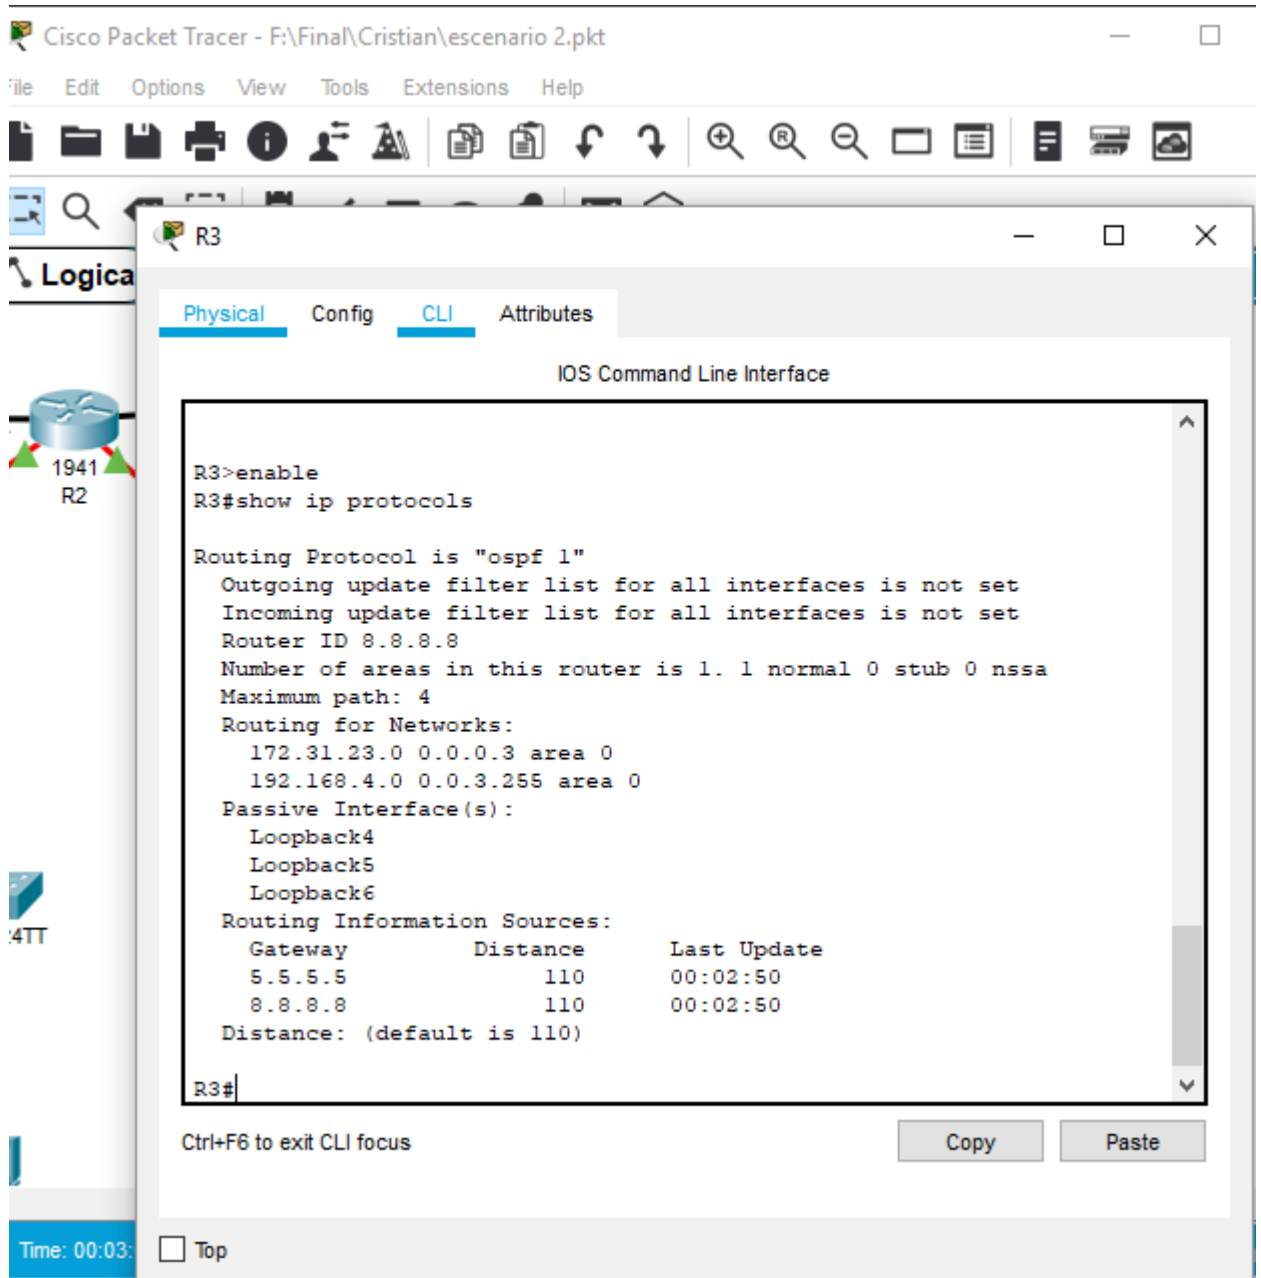 Cisco Packet Tracer - F:\Final\Cristian\escenario 2.pkt
File Edit Options View Tools Extensions Help
R3
Logica
Physical Config CLI Attributes
IOS Command Line Interface
1941
R2
R3>enable
R3#show ip protocols
Routing Protocol is "ospf 1"
Outgoing update filter list for all interfaces is not set
Incoming update filter list for all interfaces is not set
Router ID 8.8.8.8
Number of areas in this router is 1. 1 normal 0 stub 0 nssa
Maximum path: 4
Routing for Networks:
172.31.23.0 0.0.0.3 area 0
192.168.4.0 0.0.3.255 area 0
Passive Interface(s):
Loopback4
Loopback5
Loopback6
Routing Information Sources:
Gateway Distance Last Update
5.5.5.5 110 00:02:50
8.8.8.8 110 00:02:50
Distance: (default is 110)
R3#
4TT
Ctrl+F6 to exit CLI focus
Copy Paste
Time: 00:03:
Top